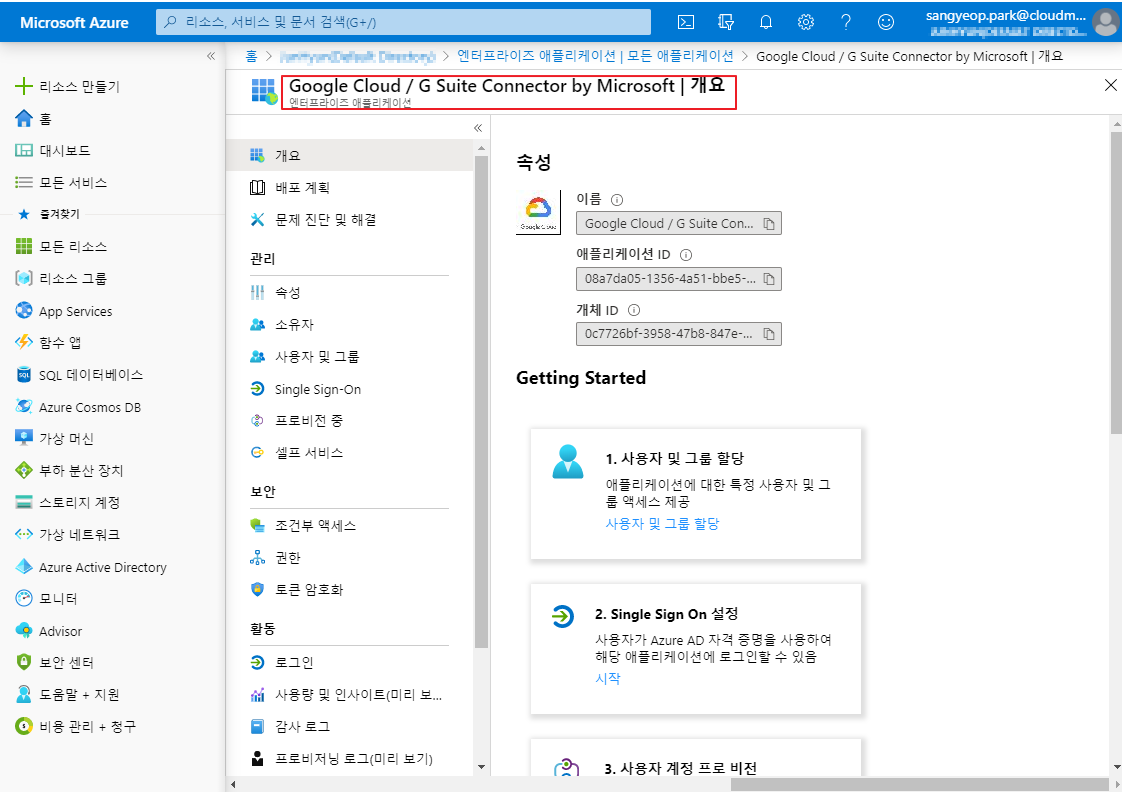 Microsoft Azure
리소스, 서비스 및 문서 검색(G+/)
sangyeop.park@cloudm...
홈 > > 엔터프라이즈 애플리케이션 | 모든 애플리케이션 > Google Cloud / G Suite Connector by Microsoft | 개요
Google Cloud / G Suite Connector by Microsoft | 개요
엔터프라이즈 애플리케이션
리소스 만들기
홈
대시보드
모든 서비스
즐겨찾기
모든 리소스
리소스 그룹
App Services
함수 앱
SQL 데이터베이스
Azure Cosmos DB
가상 머신
부하 분산 장치
스토리지 계정
가상 네트워크
Azure Active Directory
모니터
Advisor
보안 센터
도움말 + 지원
비용 관리 + 청구
개요
배포 계획
문제 진단 및 해결
관리
속성
소유자
사용자 및 그룹
Single Sign-On
프로비전 중
셀프 서비스
보안
조건부 액세스
권한
토큰 암호화
활동
로그인
사용량 및 인사이트(미리 보...
감사 로그
프로비저닝 로그(미리 보기)
속성
Google Cloud
이름
Google Cloud / G Suite Con...
애플리케이션 ID
08a7da05-1356-4a51-bbe5-...
개체 ID
0c7726bf-3958-47b8-847e-...
Getting Started
1. 사용자 및 그룹 할당
애플리케이션에 대한 특정 사용자 및 그
룹 액세스 제공
사용자 및 그룹 할당
2. Single Sign On 설정
사용자가 Azure AD 자격 증명을 사용하여
해당 애플리케이션에 로그인할 수 있음
시작
3. 사용자 계정 프로 비전